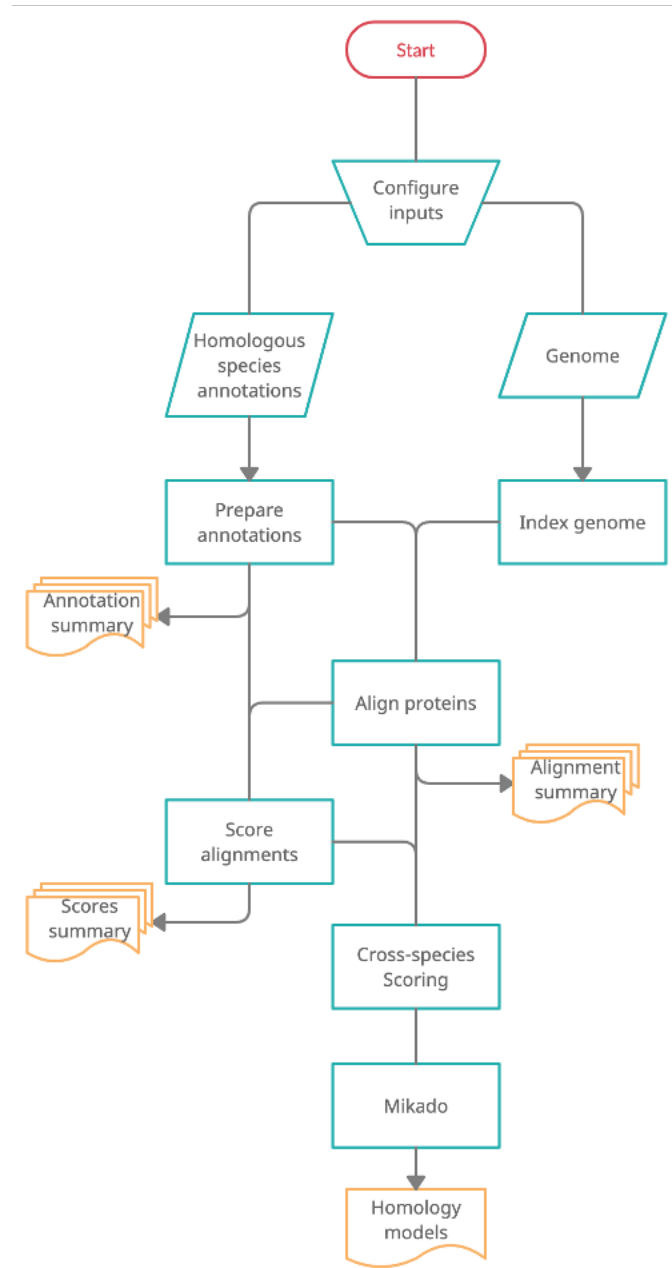 Start
Configure
inputs
Homologous
species
annotations
Genome
Prepare
annotations
Index genome
Annotation
summary
Align proteins
Alignment
summary
Score
alignments
Scores
summary
Cross-species
Scoring
Mikado
Homology
models